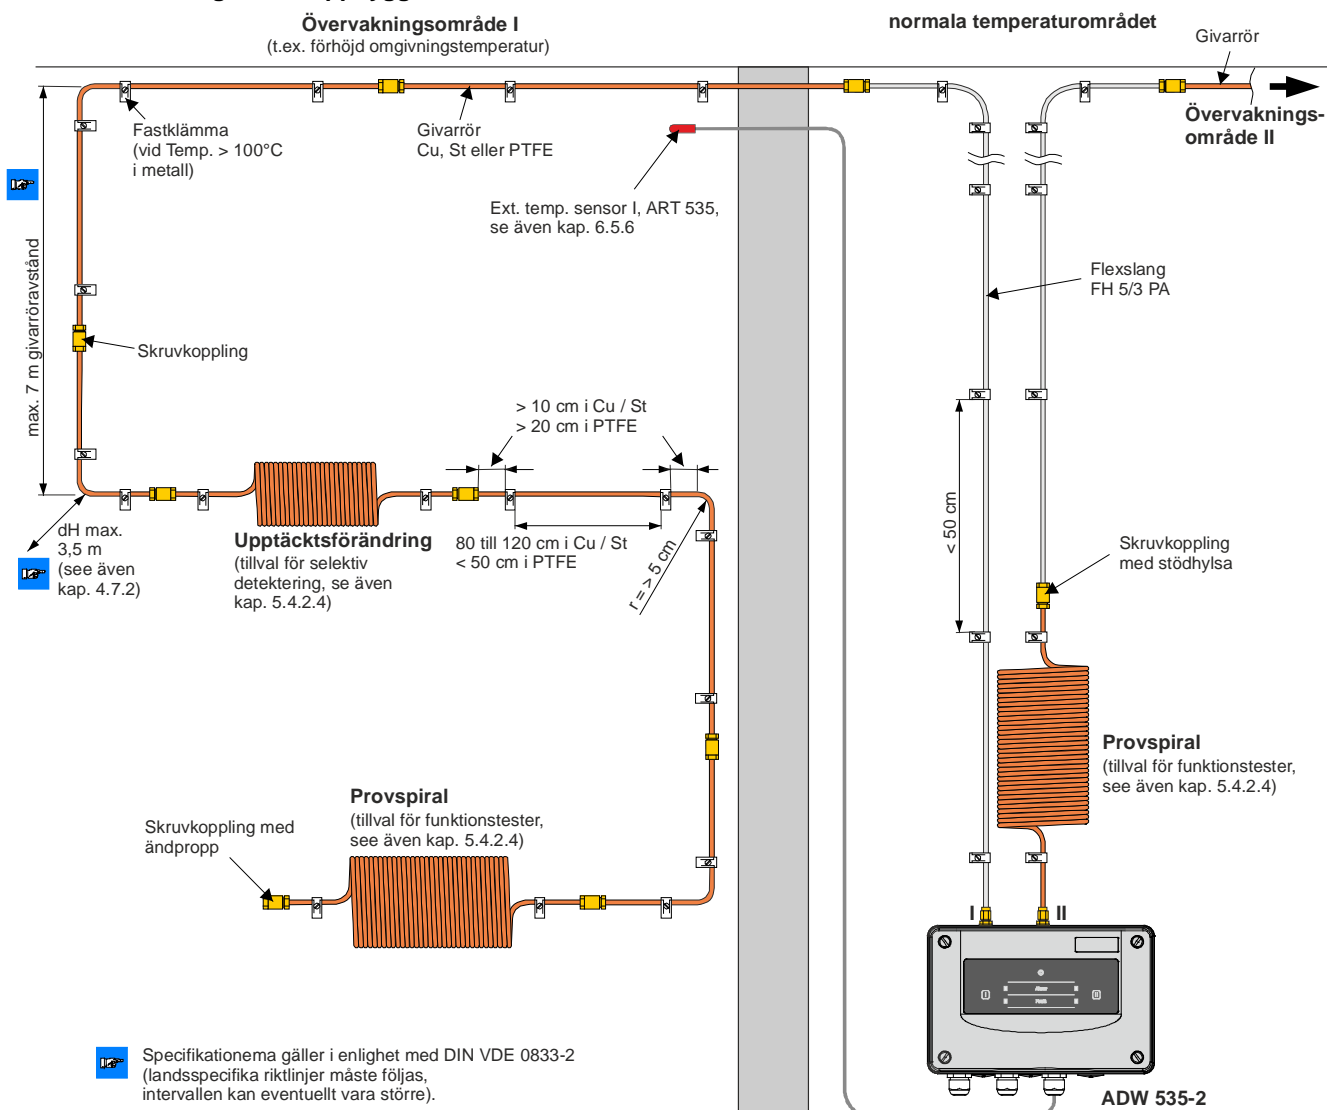 Övervakningsområde I
(t.ex. förhöjd omgivningstemperatur)
normala temperaturområdet
Givarrör
Övervaknings-
område II
Fastklämma
(vid Temp. > 100°C
i metall)
Givarrör
Cu, St eller PTFE
Ext. temp. sensor I, ART 535,
se även kap. 6.5.6
max. 7 m givarröravstånd
Flexslang
FH 5/3 PA
Skruvkoppling
> 10 cm i Cu / St
> 20 cm i PTFE
< 50 cm
dH max.
3,5 m
(see även
kap. 4.7.2)
Upptäcktsförändring
(tillval för selektiv
detektering, se även
kap. 5.4.2.4)
80 till 120 cm i Cu / St
< 50 cm i PTFE
r = > 5 cm
Skruvkoppling
med stödhylsa
Provspiral
(tillval för funktionstester,
see även kap. 5.4.2.4)
Provspiral
(tillval för funktionstester,
see även kap. 5.4.2.4)
Skruvkoppling med
ändpropp
I
II
Specifikationema gäller i enlighet med DIN VDE 0833-2
(landsspecifika riktlinjer måste följas,
intervallen kan eventuellt vara större).
ADW 535-2